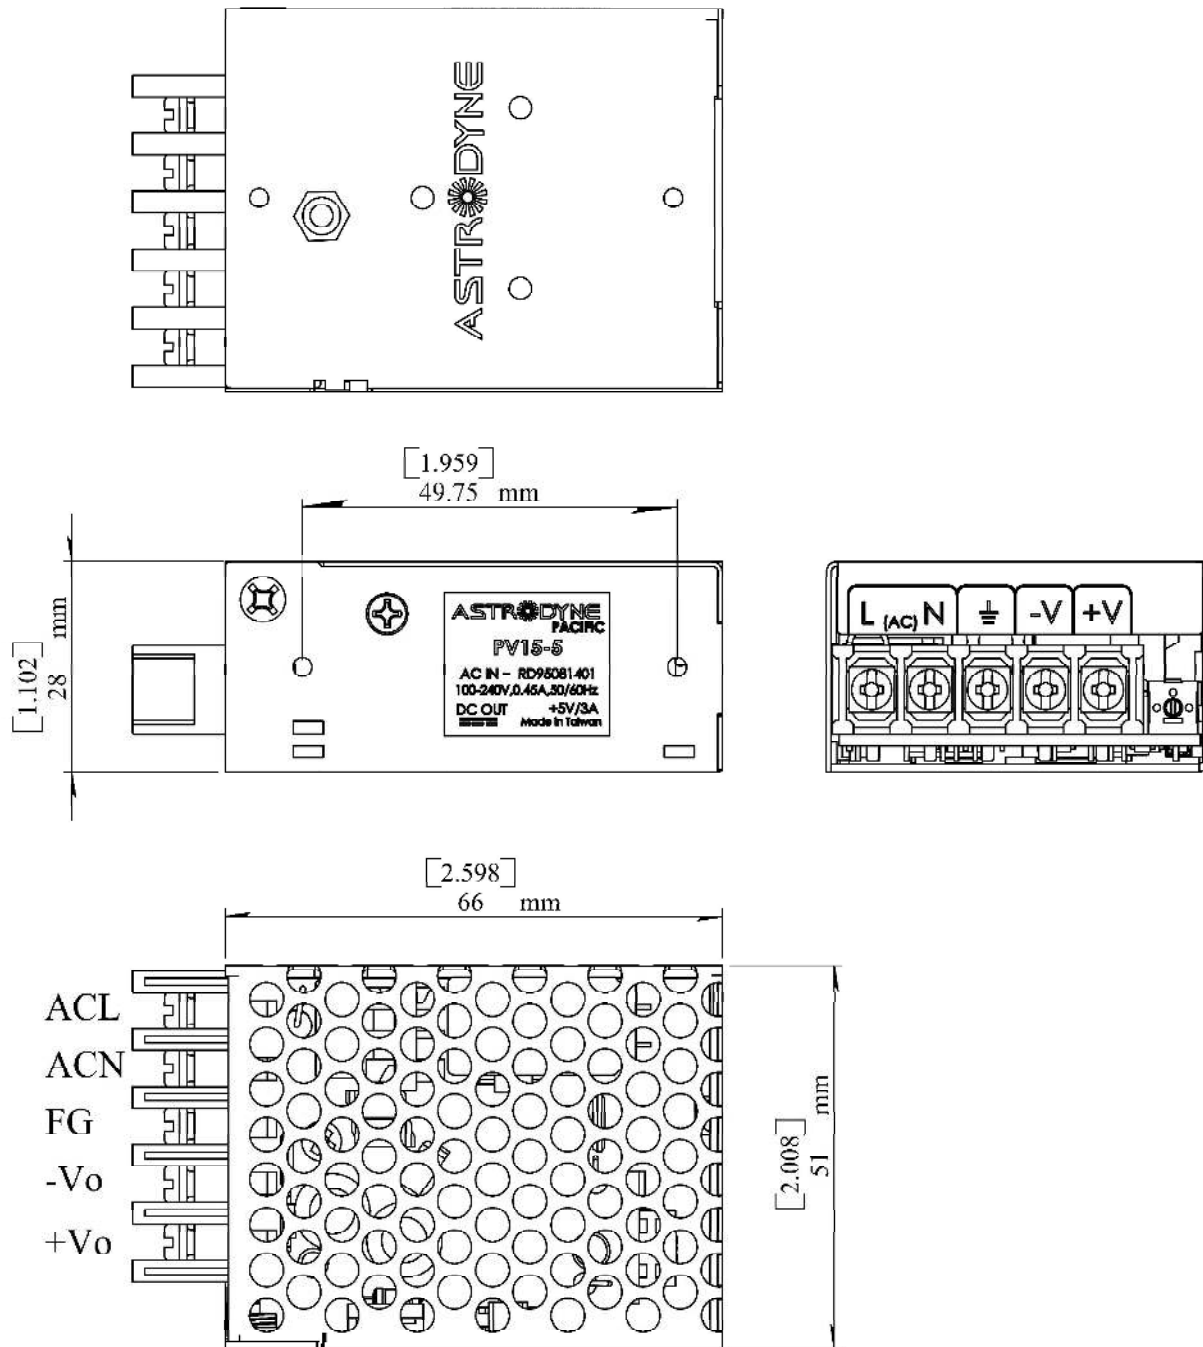 ASTRODYNE
[1.959]
49.75 mm
[1.102]
28 mm
ASTRODYNE
PACIFIC
PV15-5
AC IN - RD95081401
100-240V,0.45A,50/60Hz
DC OUT +5V/3A
Made in Taiwan
L (AC) N -V +V
[2.598]
66 mm
ACL
ACN
FG
-Vo
+Vo
[2.008]
51 mm